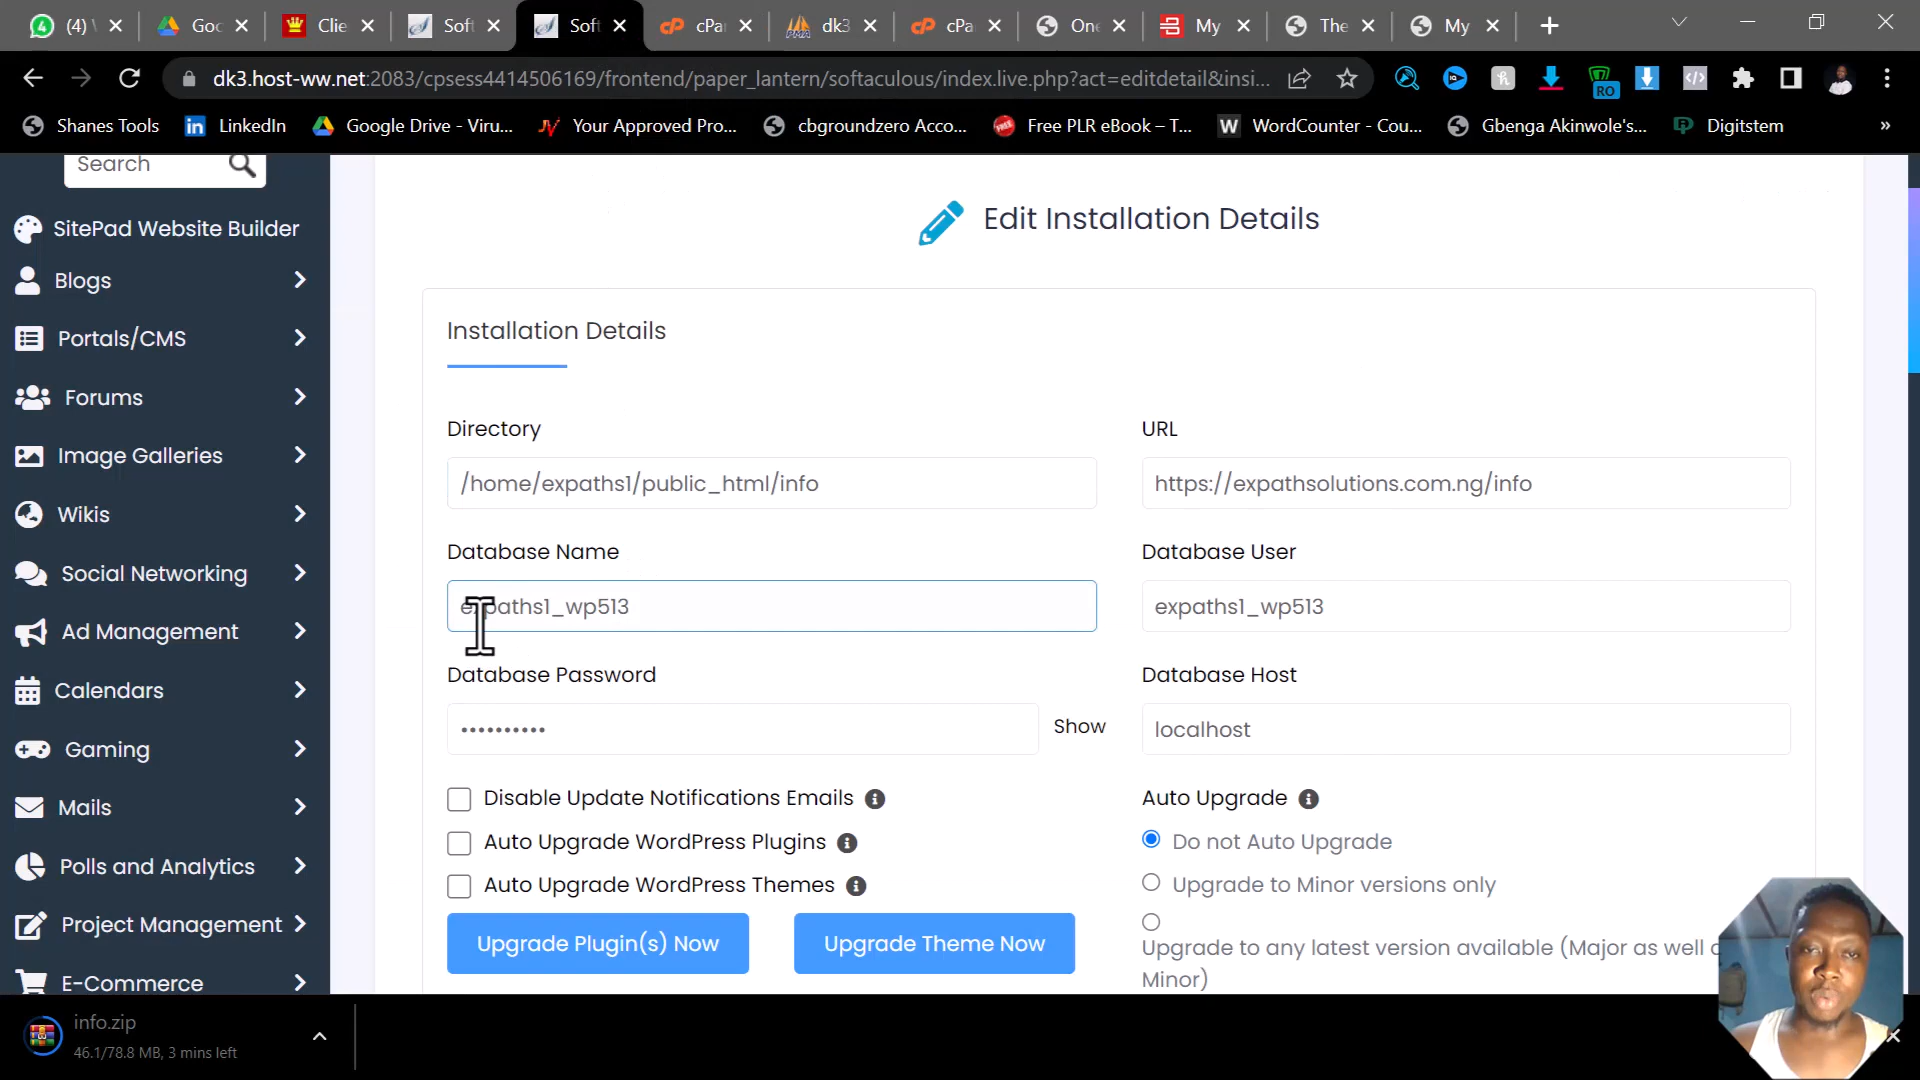 (4)
Goo
Clie
Soft
Soft
cPar
dk3
cPa
One
My
The
My
dk3.host-ww.net:2083/cpsess4414506169/frontend/paper_lantern/softaculous/index.live.php?act=editdetail&insi...
RO
Shanes Tools
LinkedIn
Google Drive - Viru...
Your Approved Pro...
cbgroundzero Acco...
Free PLR eBook – T...
WordCounter - Cou...
Gbenga Akinwole's...
Digitstem
»
Search
SitePad Website Builder
Blogs
Portals/CMS
Forums
Image Galleries
Wikis
Social Networking
Ad Management
Calendars
Gaming
Mails
Polls and Analytics
Project Management
E-Commerce
Edit Installation Details
Installation Details
Directory
URL
/home/expaths1/public_html/info
https://expathsolutions.com.ng/info
Database Name
Database User
expaths1_wp513
expaths1_wp513
Database Password
Database Host
••••••••••
Show
localhost
Disable Update Notifications Emails
Auto Upgrade
Auto Upgrade WordPress Plugins
Do not Auto Upgrade
Auto Upgrade WordPress Themes
Upgrade to Minor versions only
Upgrade Plugin(s) Now
Upgrade Theme Now
Upgrade to any latest version available (Major as well
Minor)
info.zip
46.1/78.8 MB, 3 mins left